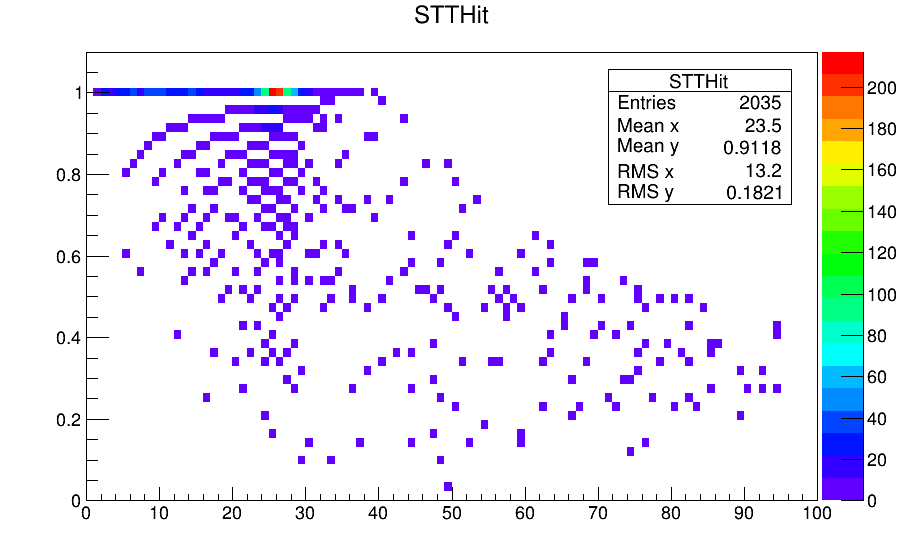 STTHit
STTHit
Entries 2035
Mean x 23.5
Mean y 0.9118
RMS x 13.2
RMS y 0.1821
1
0.8
0.6
0.4
0.2
0
0 10 20 30 40 50 60 70 80 90 100
200
180
160
140
120
100
80
60
40
20
0